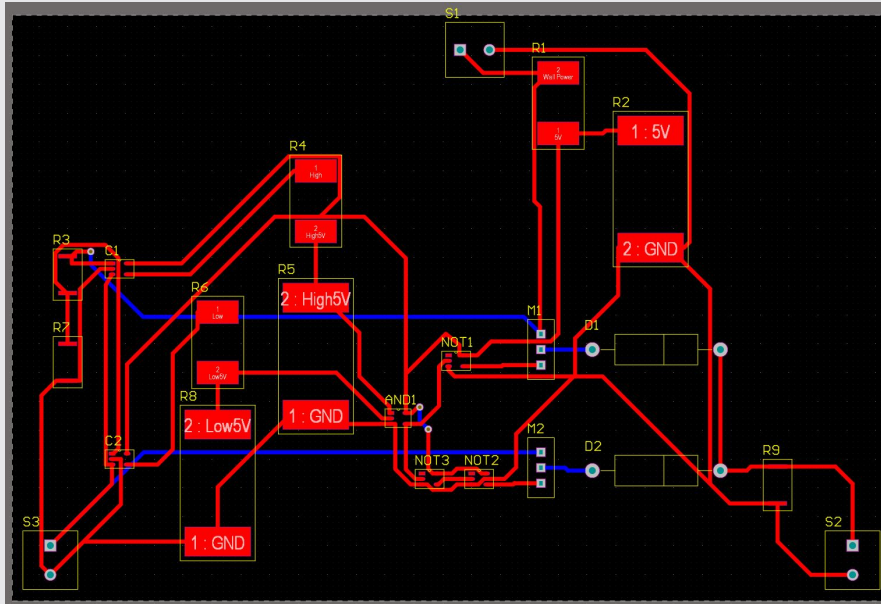 S1
R1
2
Wall Power
R2
1
5V
1 : 5V
R4
1
High
2
High5V
R3
C1
2 : GND
R5
R6
2 : High5V
1
Low
M1
D1
R7
NOT1
2
Low5V
R8
AND1
1 : GND
2 : Low5V
M2
D2
C2
NOT3
NOT2
R9
S3
1 : GND
S2